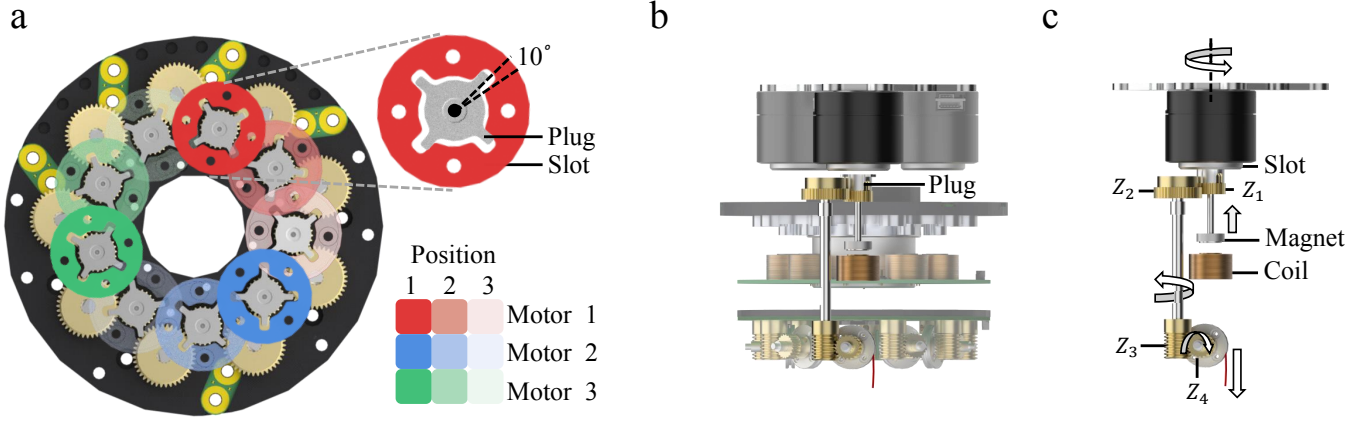 a
10°
Plug
Slot
Position
1 2 3
Motor 1
Motor 2
Motor 3
b
Plug
c
Slot
Z₂
Z₁
Magnet
Coil
Z₃
Z₄